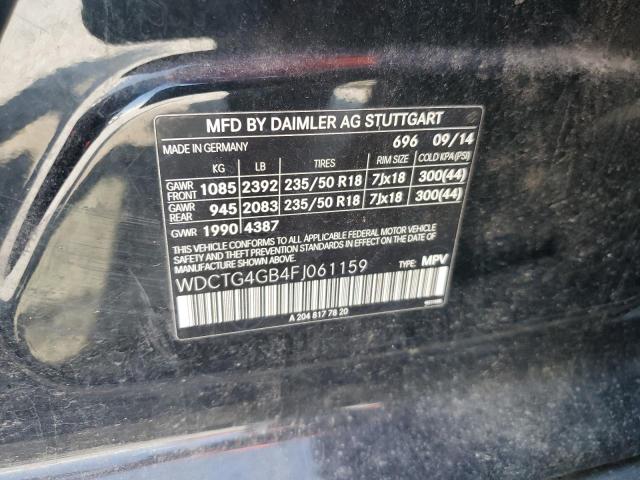 MFD BY DAIMLER AG STUTTGART
MADE IN GERMANY 696 09/14
KG LB TIRES RIM SIZE COLD KPA(PSI)
GAWR FRONT 1085 2392 235/50 R18 7Jx18 300(44)
GAWR REAR 945 2083 235/50 R18 7Jx18 300(44)
GVWR 1990 4387
THIS VEHICLE CONFORMS TO ALL APPLICABLE FEDERAL MOTOR VEHICLE
SAFETY, BUMPER, AND THEFT PREVENTION STANDARDS IN EFFECT
ON THE DATE OF MANUFACTURE SHOWN ABOVE.
WDCTG4GB4FJ061159 TYPE: MPV
A 204 817 78 20